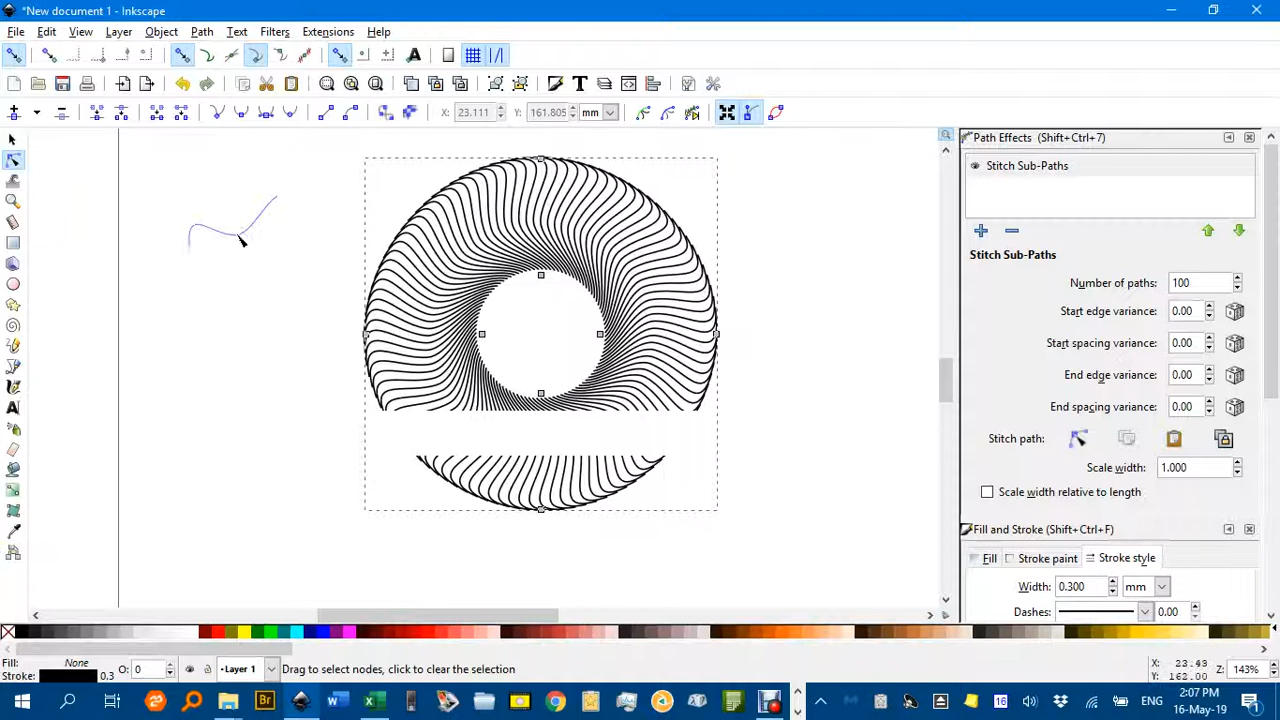 *New document 1 - Inkscape
File Edit View Layer Object Path Text Filters Extensions Help
X: 23.111 Y: 161.805 mm
Path Effects (Shift+Ctrl+7)
Stitch Sub-Paths
Stitch Sub-Paths
Number of paths: 100
Start edge variance: 0.00
Start spacing variance: 0.00
End edge variance: 0.00
End spacing variance: 0.00
Stitch path:
Scale width: 1.000
Scale width relative to length
Fill and Stroke (Shift+Ctrl+F)
Fill Stroke paint Stroke style
Width: 0.300 mm
Dashes: 0.00
Fill: None O: 0 Layer 1 Drag to select nodes, click to clear the selection X: 23.43 Z: 143%
Stroke: 0.3 Y: 162.00
Br 16 ENG 2:07 PM
16-May-19